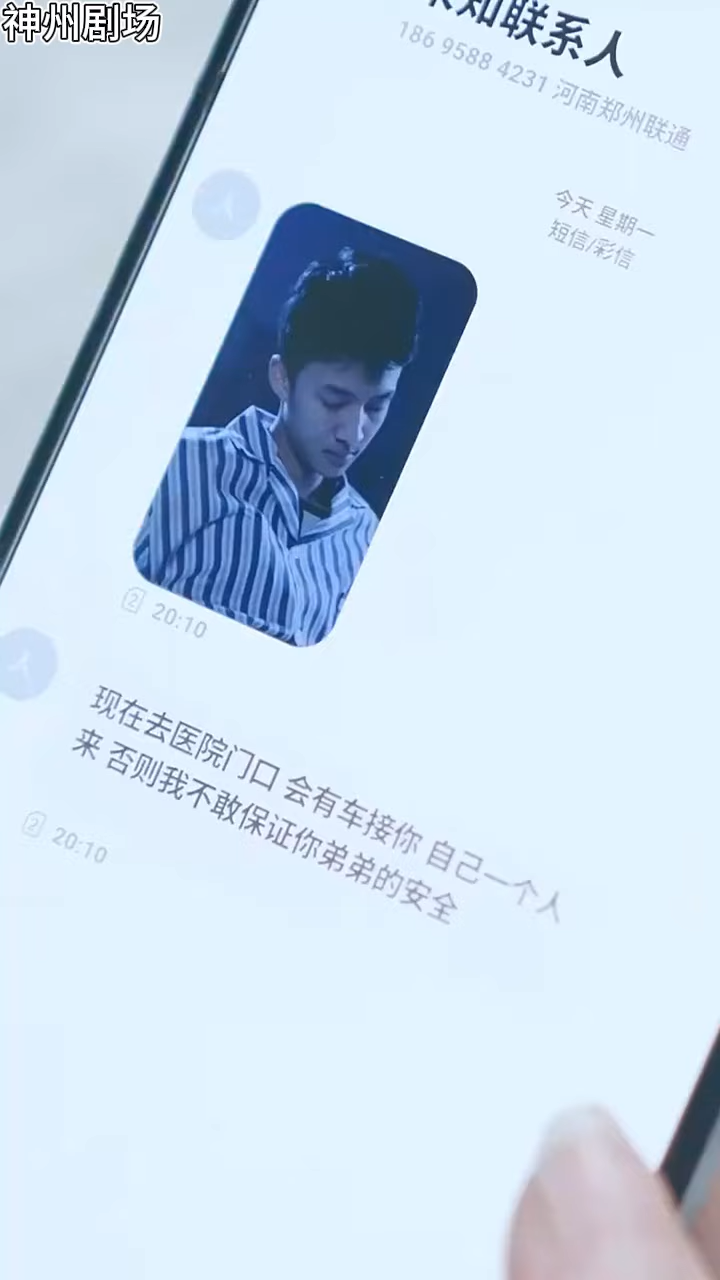 神州剧场
未知联系人
186 9588 4231 河南郑州联通
今天 星期一
短信/彩信
2 20:10
现在去医院门口 会有车接你 自己一个人
来 否则我不敢保证你弟弟的安全
2 20:10